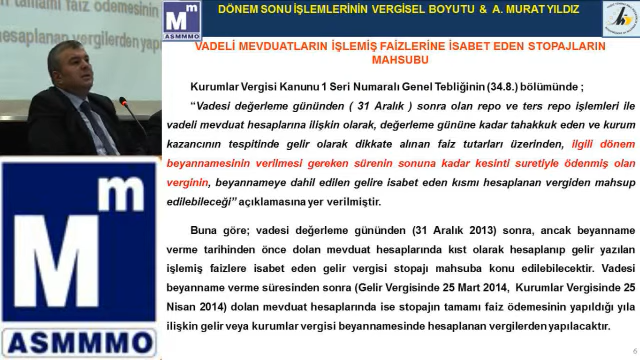 DÖNEM SONU İŞLEMLERİNİN VERGİSEL BOYUTU & A. MURAT YILDIZ
m
M
ASMMMO
bulunan ödemesinin
hesaplanan vergilerden yapı
VADELİ MEVDUATLARIN İŞLEMİŞ FAİZLERİNE İSABET EDEN STOPAJLARIN
MAHSUBU
Kurumlar Vergisi Kanunu 1 Seri Numaralı Genel Tebliğinin (34.8.) bölümünde ;
“Vadesi değerleme gününden ( 31 Aralık ) sonra olan repo ve ters repo işlemleri ile
vadeli mevduat hesaplarına ilişkin olarak, değerleme gününe kadar tahakkuk eden ve kurum
kazancının tespitinde gelir olarak dikkate alınan faiz tutarları üzerinden, ilgili dönem
beyannamesinin verilmesi gereken sürenin sonuna kadar kesinti suretiyle ödenmiş olan
verginin, beyannameye dahil edilen gelire isabet eden kısmı hesaplanan vergiden mahsup
edilebileceği” açıklamasına yer verilmiştir.
Buna göre; vadesi değerleme gününden (31 Aralık 2013) sonra, ancak beyanname
verme tarihinden önce dolan mevduat hesaplarında kıst olarak hesaplanıp gelir yazılan
işlemiş faizlere isabet eden gelir vergisi stopajı mahsuba konu edilebilecektir. Vadesi
beyanname verme süresinden sonra (Gelir Vergisinde 25 Mart 2014, Kurumlar Vergisinde 25
Nisan 2014) dolan mevduat hesaplarında ise stopajın tamamı faiz ödemesinin yapıldığı yıla
ilişkin gelir veya kurumlar vergisi beyannamesinde hesaplanan vergilerden yapılacaktır.
m
M
ASMMMO
6